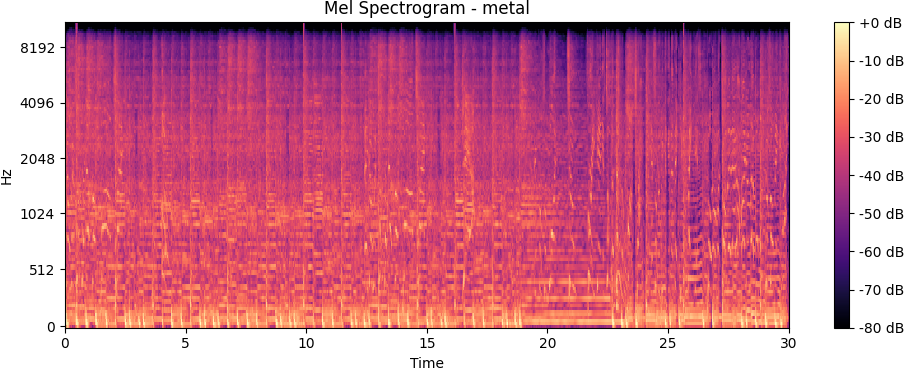 Mel Spectrogram - metal
Hz
8192
4096
2048
1024
512
0
0 5 10 15 20 25 30
Time
+0 dB
-10 dB
-20 dB
-30 dB
-40 dB
-50 dB
-60 dB
-70 dB
-80 dB